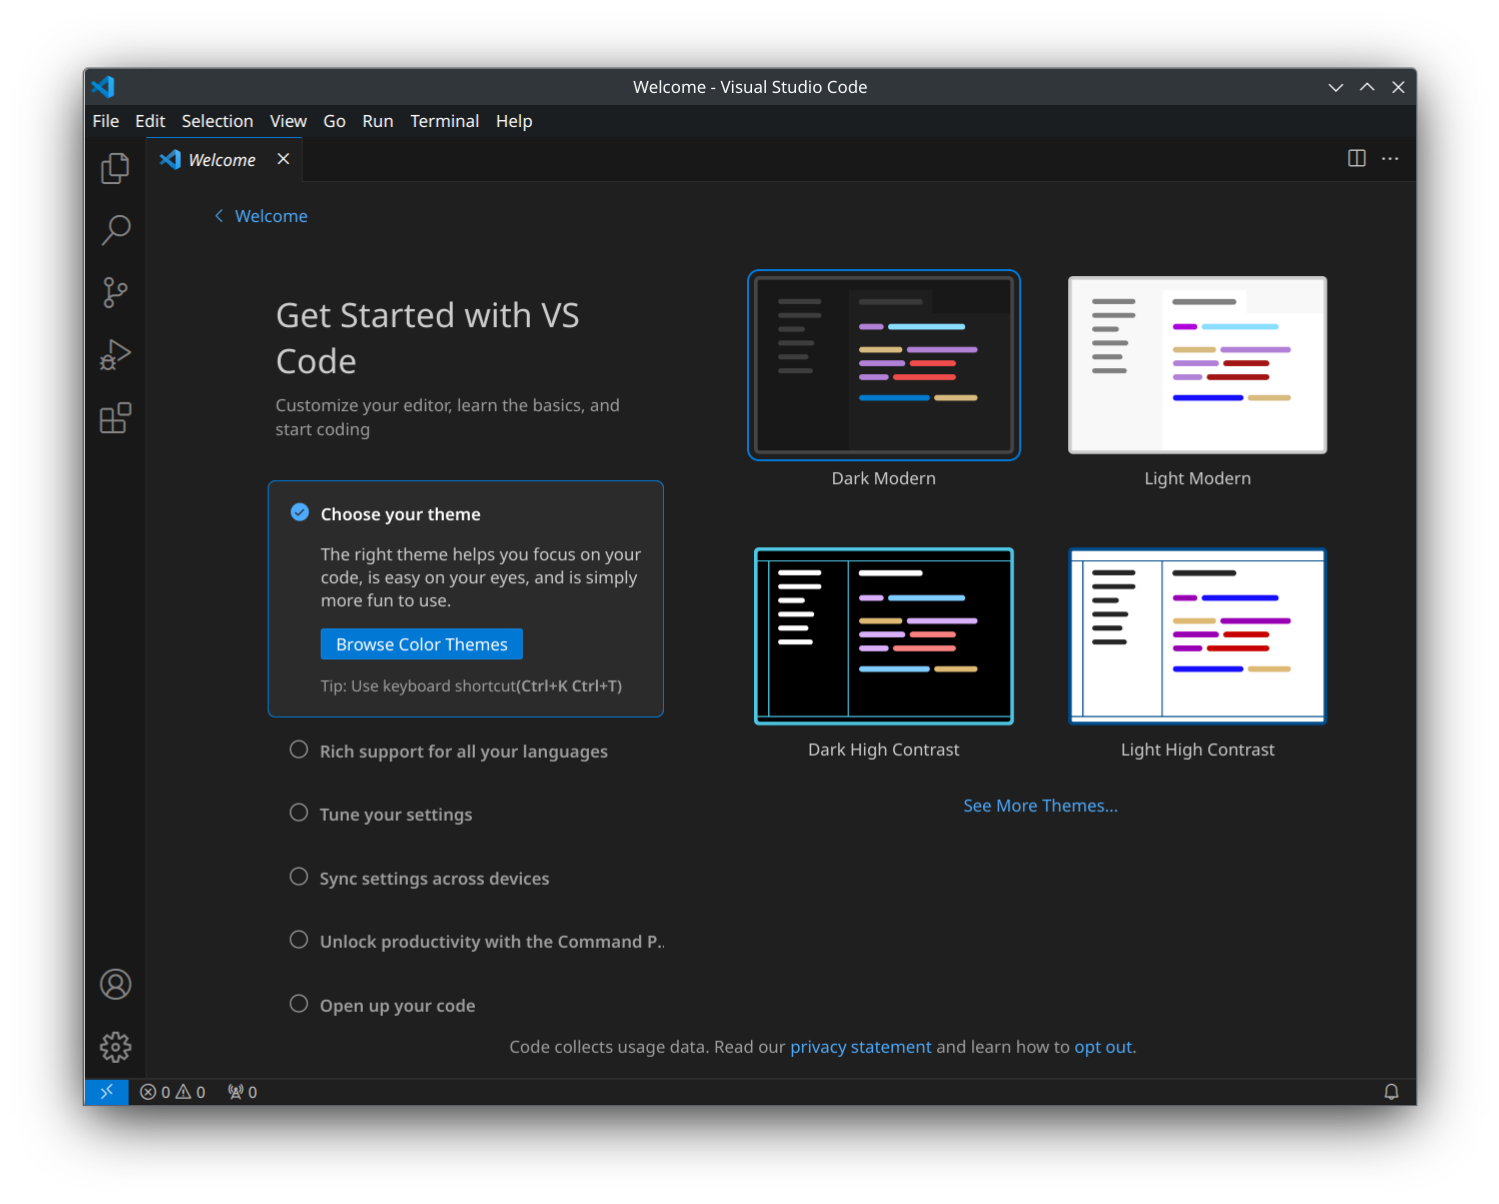 Welcome - Visual Studio Code
File Edit Selection View Go Run Terminal Help
Welcome
Welcome
Get Started with VS
Code
Customize your editor, learn the basics, and
start coding
Choose your theme
The right theme helps you focus on your
code, is easy on your eyes, and is simply
more fun to use.
Browse Color Themes
Tip: Use keyboard shortcut(Ctrl+K Ctrl+T)
Rich support for all your languages
Tune your settings
Sync settings across devices
Unlock productivity with the Command P..
Open up your code
Dark Modern
Light Modern
Dark High Contrast
Light High Contrast
See More Themes...
Code collects usage data. Read our privacy statement and learn how to opt out.
0 0 0